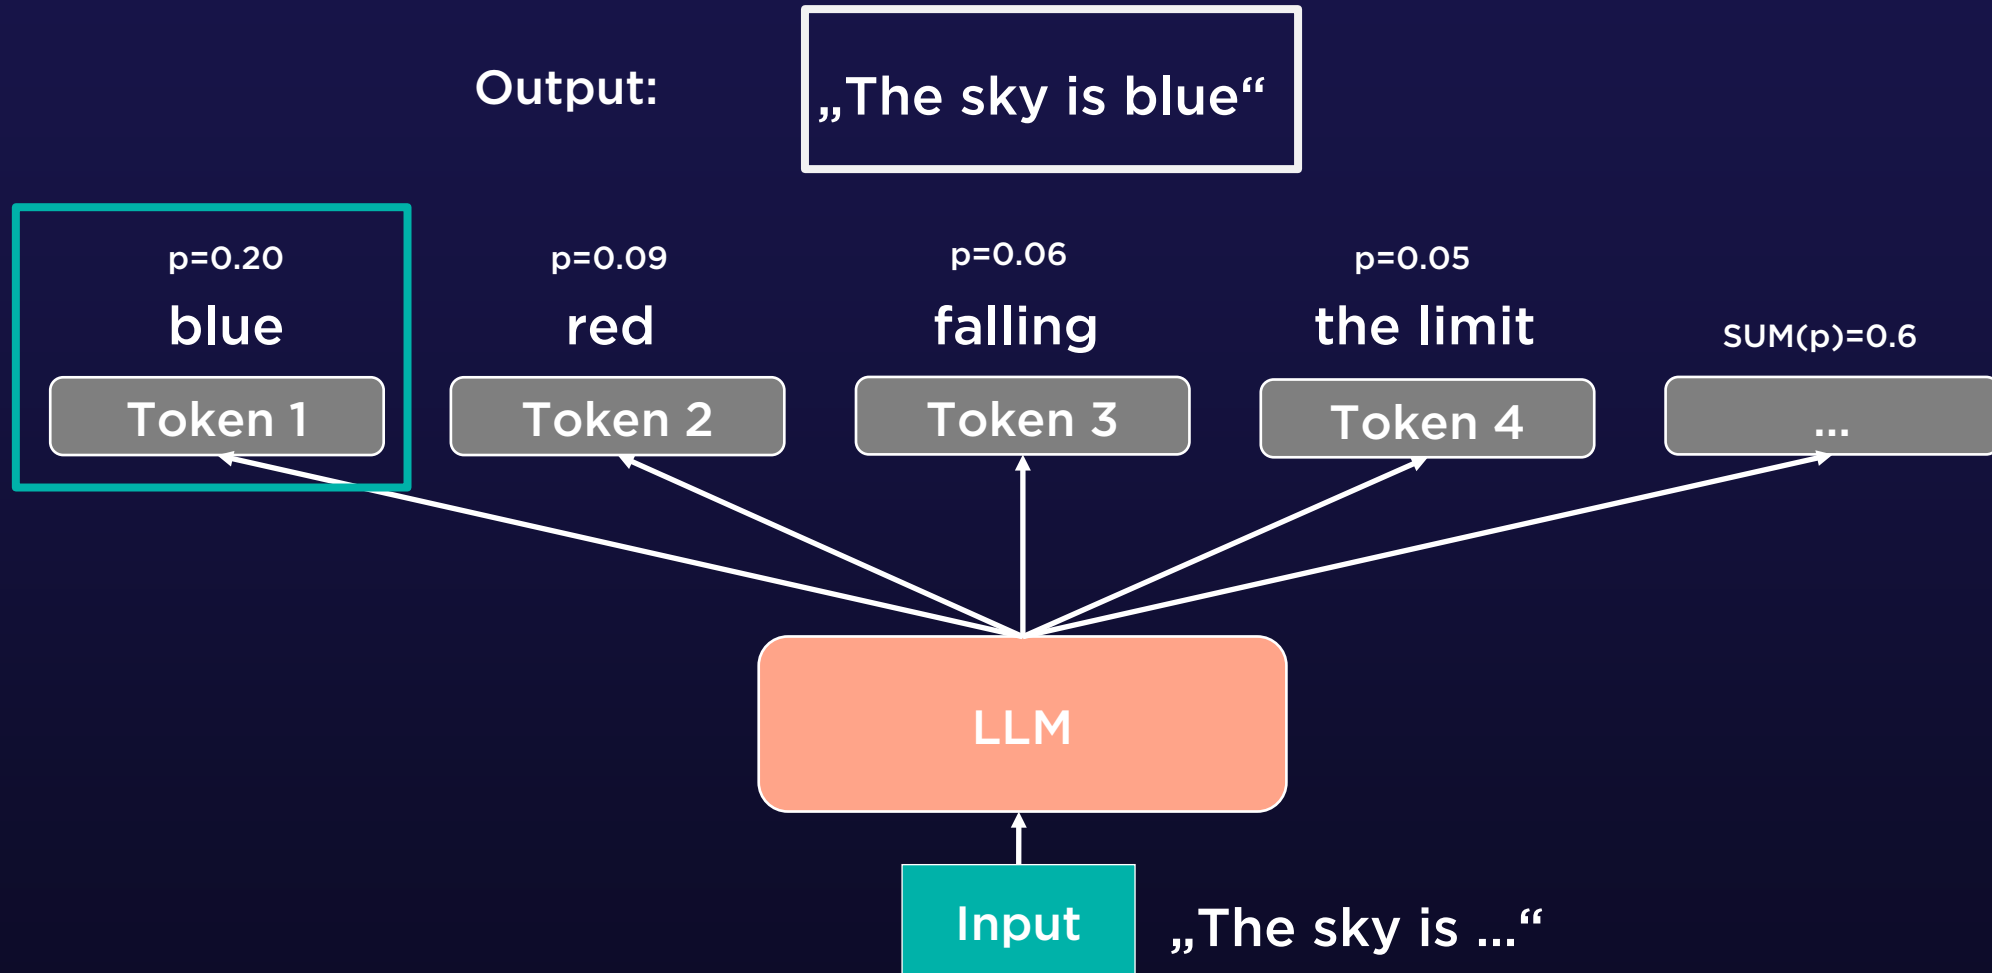 Output:
„The sky is blue“
p=0.20
blue
Token 1
p=0.09
red
Token 2
p=0.06
falling
Token 3
p=0.05
the limit
Token 4
SUM(p)=0.6
...
LLM
Input
„The sky is ...“